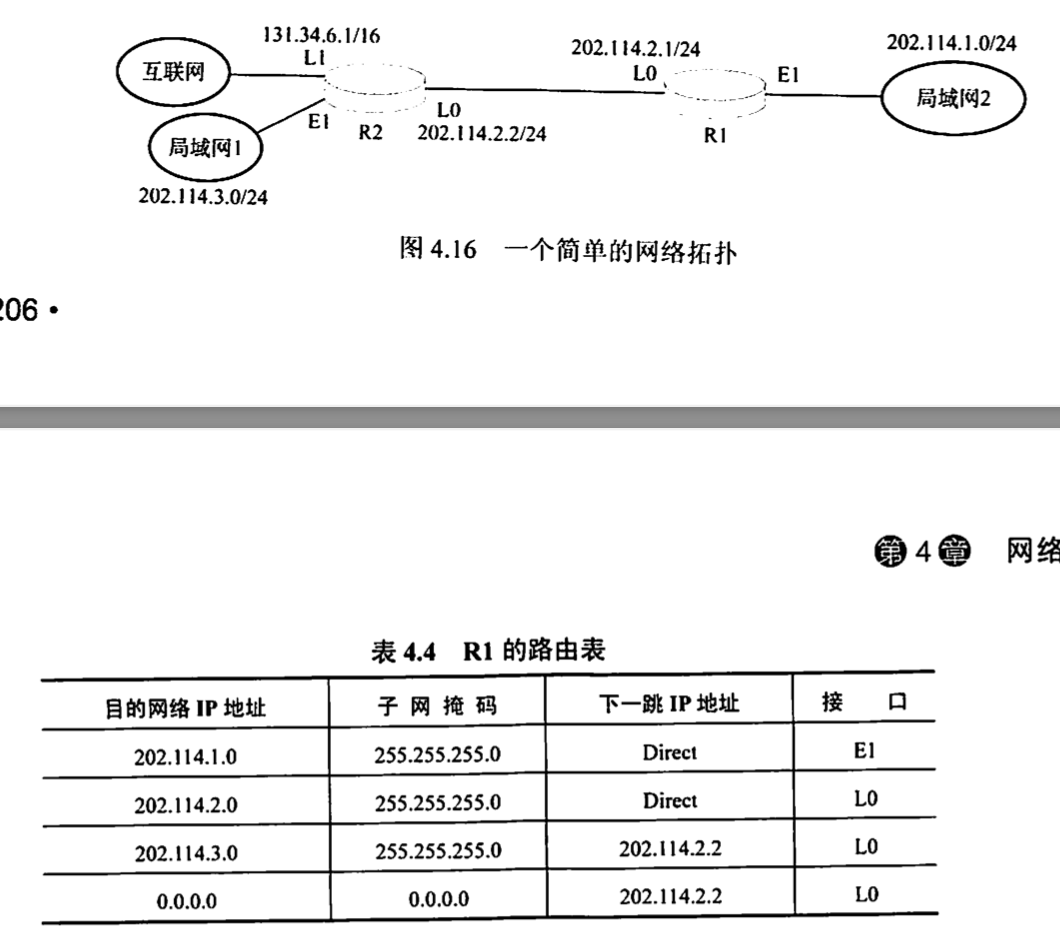 131.34.6.1/16
L1
互联网
E1
局域网1
202.114.3.0/24
R2
L0
202.114.2.2/24
202.114.2.1/24
L0
R1
E1
202.114.1.0/24
局域网2
图 4.16 一个简单的网络拓扑
206 •
第 4 章 网络
表 4.4 R1 的路由表
目的网络 IP 地址 子 网 掩 码 下一跳 IP 地址 接 口
202.114.1.0 255.255.255.0 Direct E1
202.114.2.0 255.255.255.0 Direct L0
202.114.3.0 255.255.255.0 202.114.2.2 L0
0.0.0.0 0.0.0.0 202.114.2.2 L0